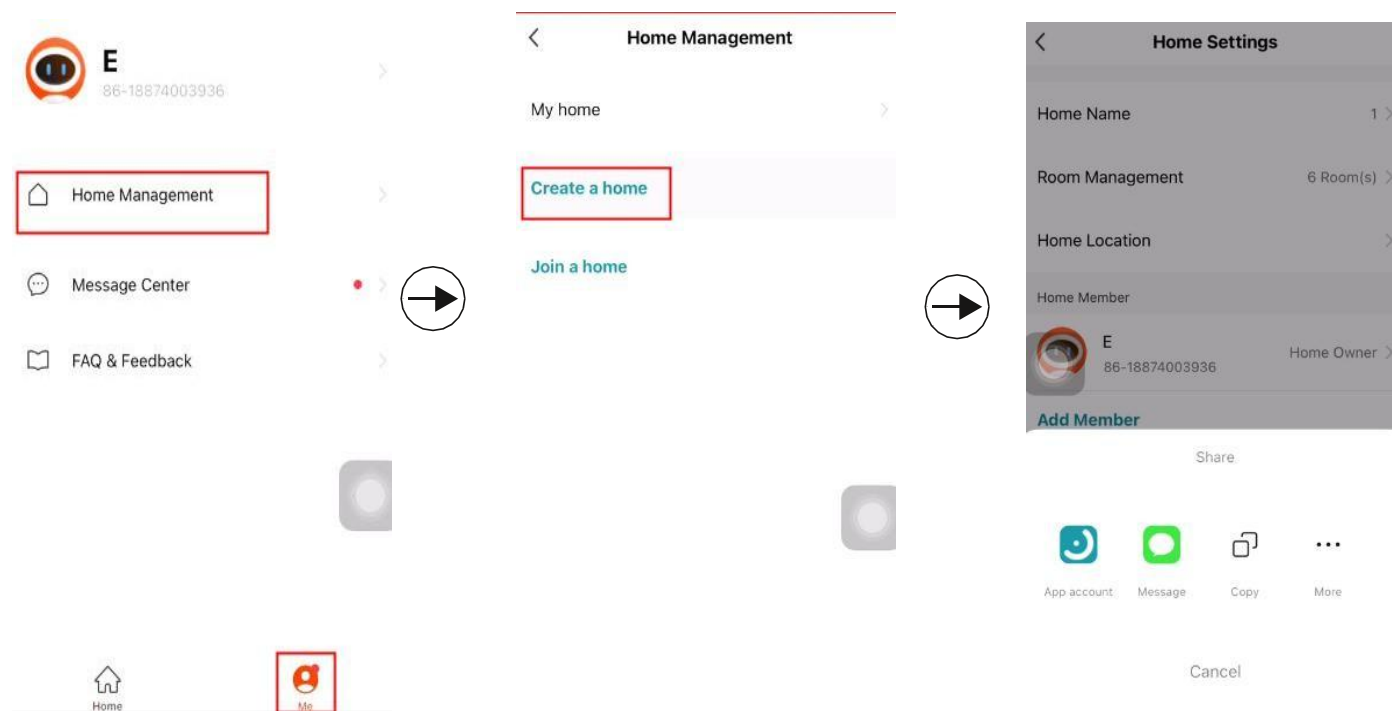 E
86-18874003936
Home Management
Message Center
FAQ & Feedback
Home
Me
Home Management
My home
Create a home
Join a home
Home Settings
Home Name 1
Room Management 6 Room(s)
Home Location
Home Member
E
86-18874003936
Home Owner
Add Member
Share
App account Message Copy More
Cancel